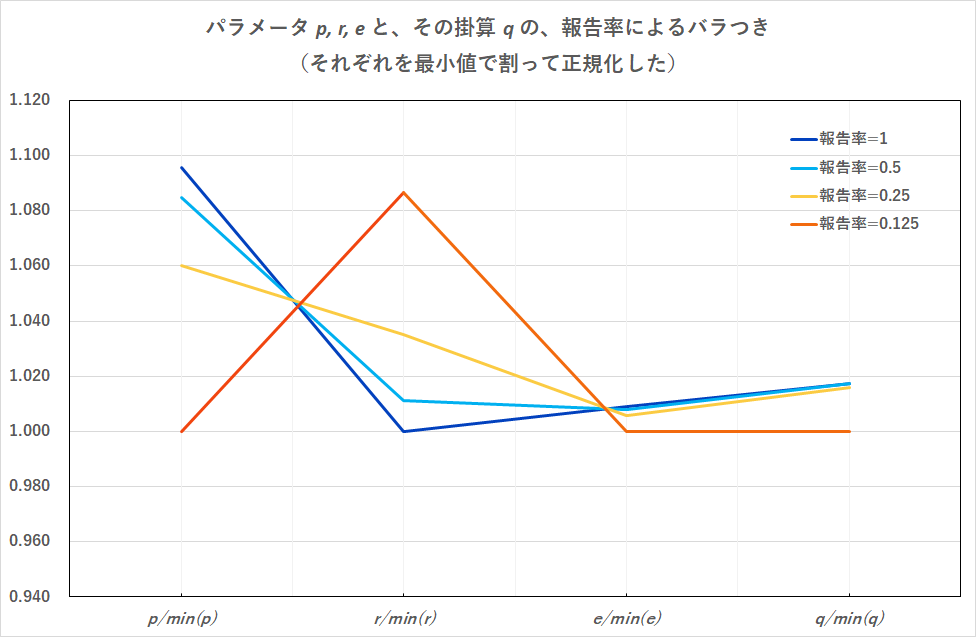 パラメータ p, r, e と、その掛算 q の、報告率によるバラつき
（それぞれを最小値で割って正規化した）
1.120
1.100
1.080
1.060
1.040
1.020
1.000
0.980
0.960
0.940
報告率=1
報告率=0.5
報告率=0.25
報告率=0.125
p/min(p)
r/min(r)
e/min(e)
q/min(q)